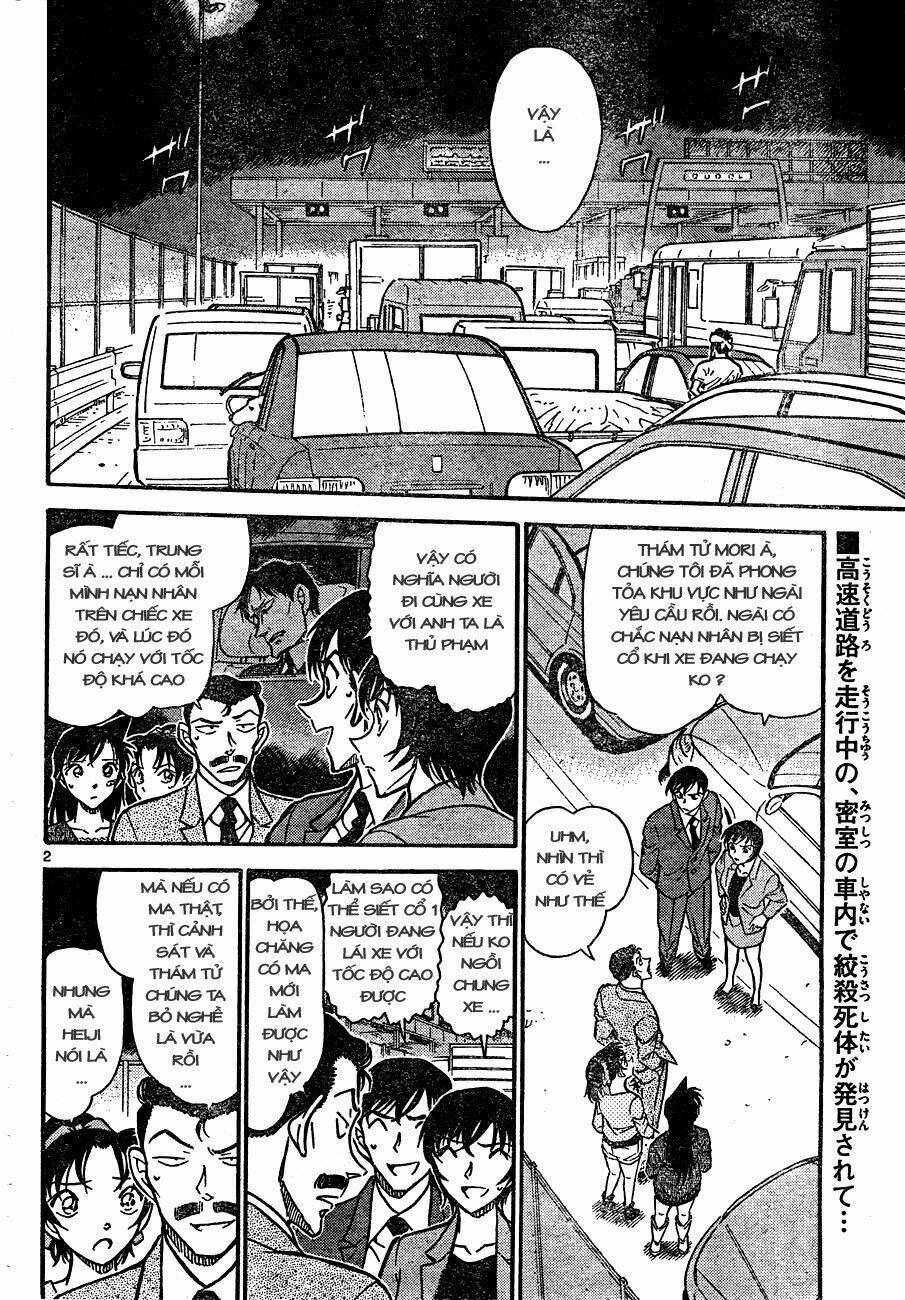 VẬY
LÀ
...
THÁM TỬ MORI À,
CHÚNG TÔI ĐÃ PHONG
TỎA KHU VỰC NHƯ NGÀI
YÊU CẦU RỒI. NGÀI CÓ
CHẮC NẠN NHÂN BỊ SIẾT
CỔ KHI XE ĐANG CHẠY
KO ?
UHM,
NHÌN THÌ
CÓ VẺ
NHƯ THẾ
■高速道路を走行中の、密室の車内で絞殺死体が発見されて…
VẬY CÓ
NGHĨA NGƯỜI
ĐI CÙNG XE
VỚI ANH TA LÀ
THỦ PHẠM
RẤT TIẾC, TRUNG
SĨ À ... CHỈ CÓ MỖI
MÌNH NẠN NHÂN
TRÊN CHIẾC XE
ĐÓ, VÀ LÚC ĐÓ
NÓ CHẠY VỚI TỐC
ĐỘ KHÁ CAO
2
VẬY THÌ
NẾU KO
NGỒI
CHUNG
XE ...
LÀM SAO CÓ
THỂ SIẾT CỔ 1
NGƯỜI ĐANG
LÁI XE VỚI
TỐC ĐỘ CAO
ĐƯỢC
BỞI THẾ,
HỌA
CHĂNG CÓ MA
MỚI LÀM
ĐƯỢC
NHƯ
VẬY
MÀ NẾU CÓ
MA THẬT,
THÌ CẢNH
SÁT VÀ
THÁM TỬ
CHÚNG TA
BỎ NGHỀ
LÀ VỪA
RỒI ...
NHƯNG
MÀ
HEIJI
NÓI LÀ
...